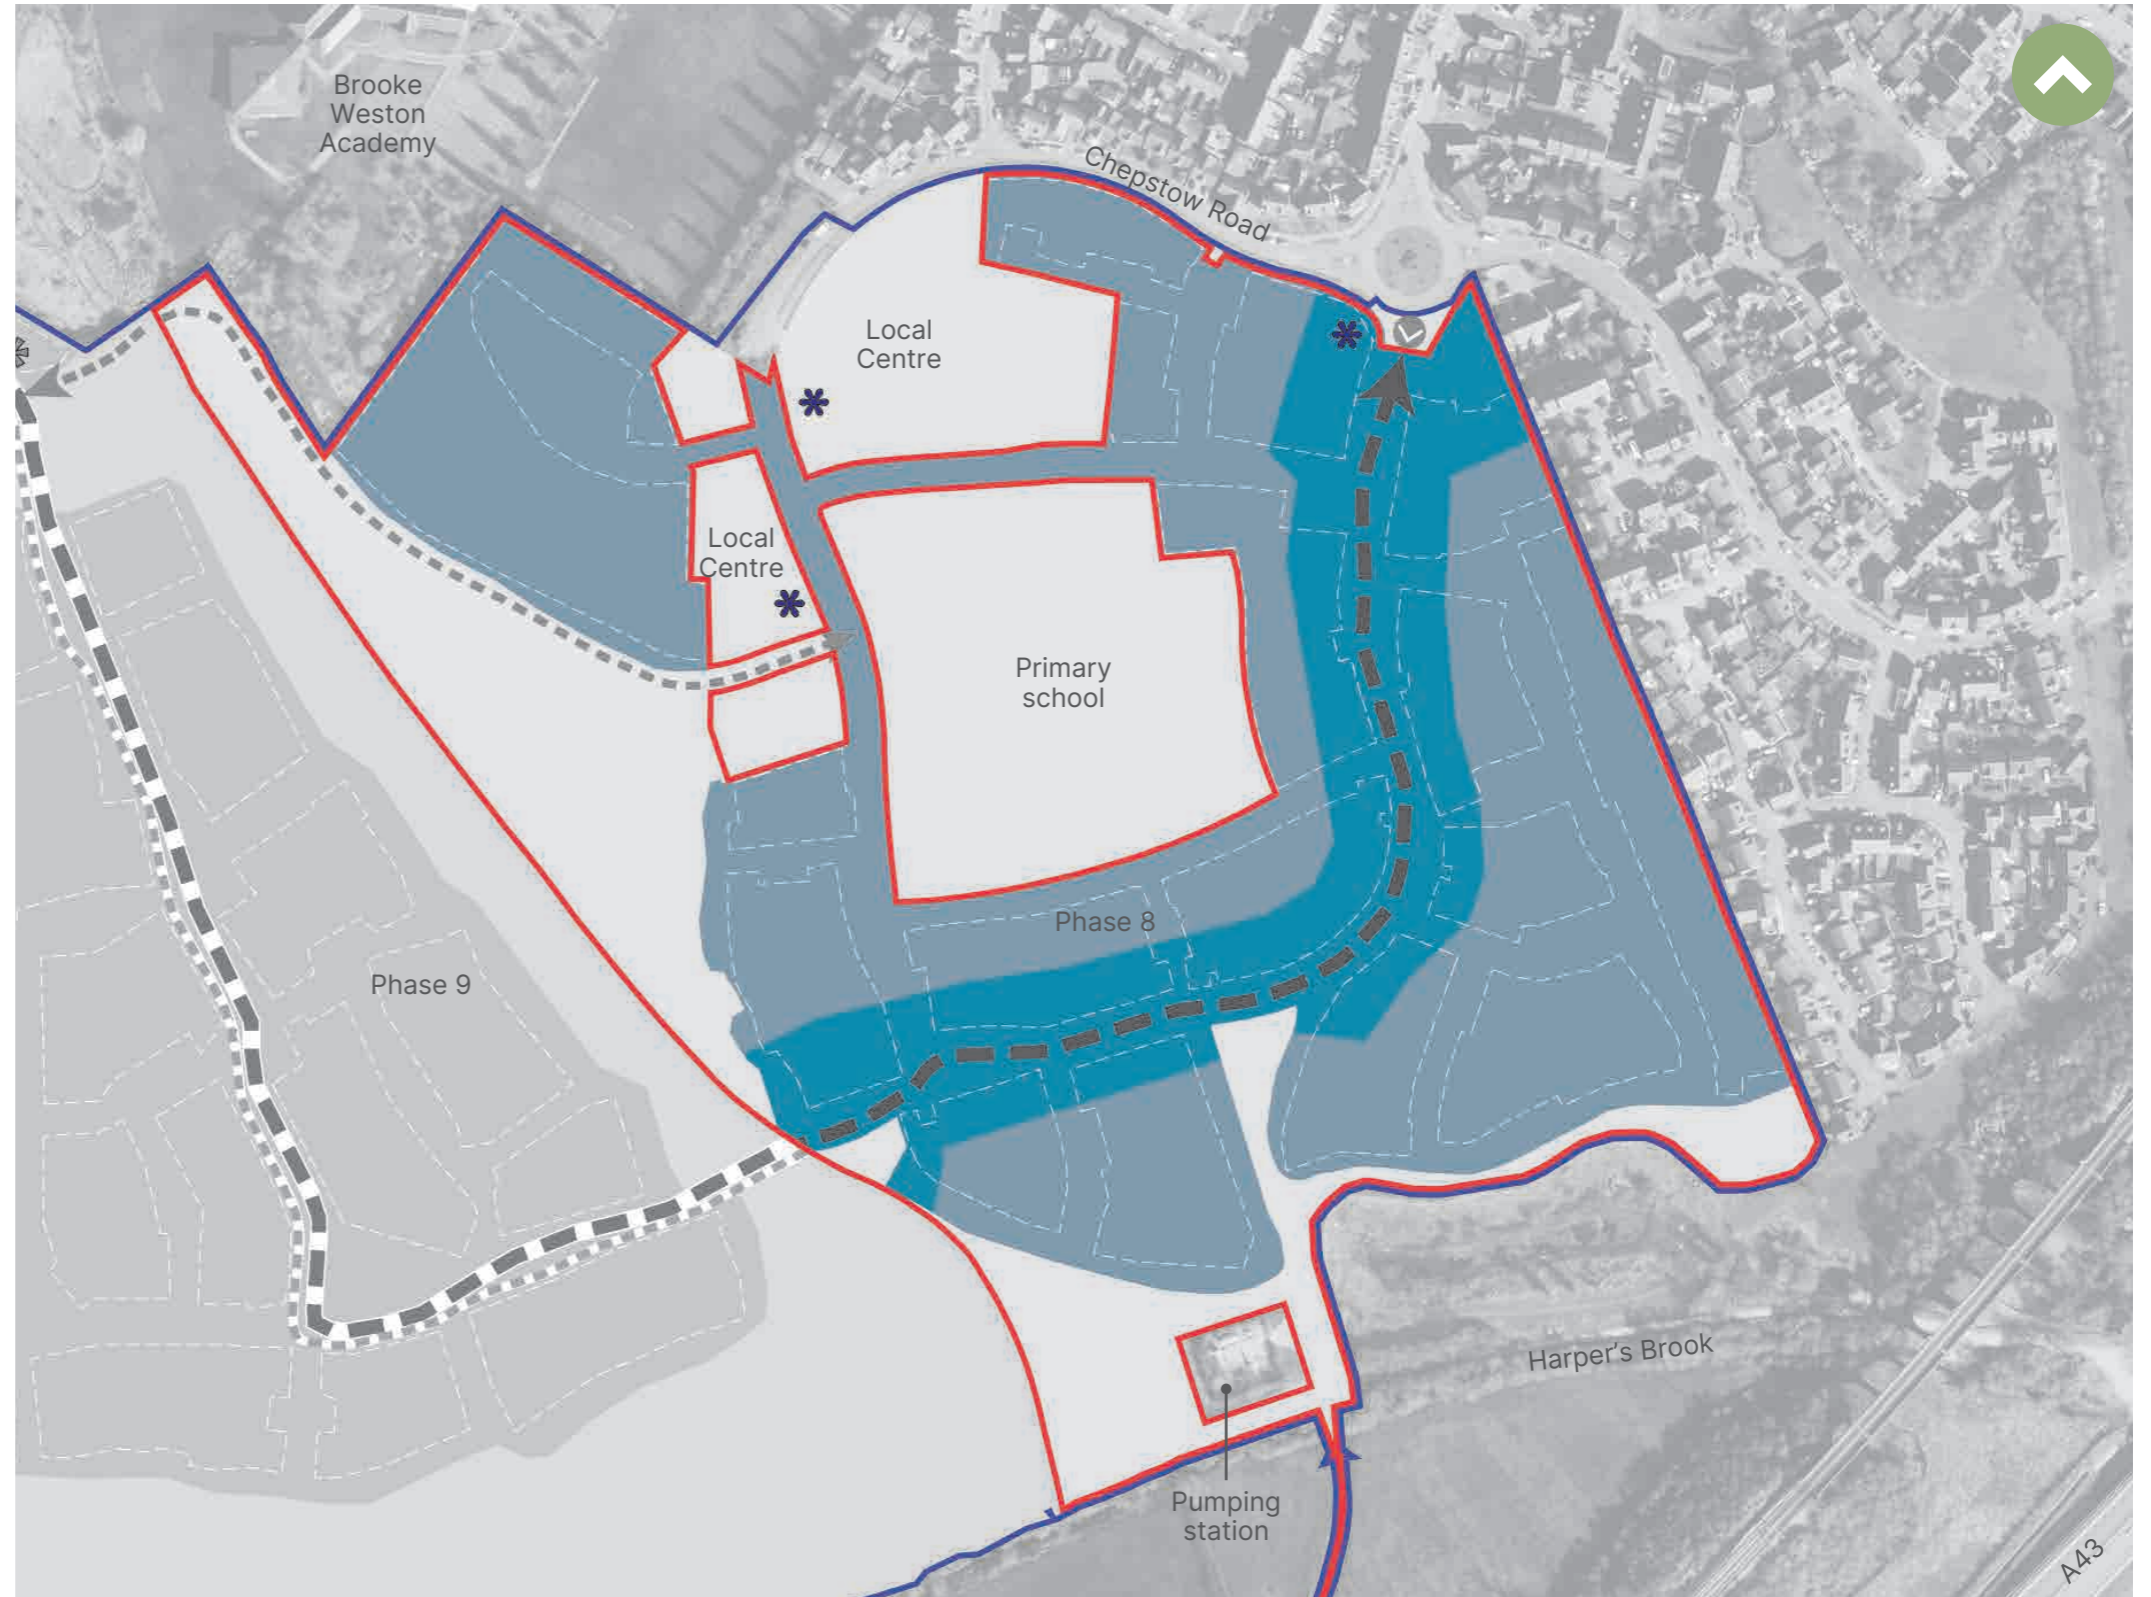 Brooke
Weston
Academy
Chepstow Road
Local
Centre
Local
Centre
Primary
school
Phase 8
Phase 9
Harper's Brook
Pumping
station
A43